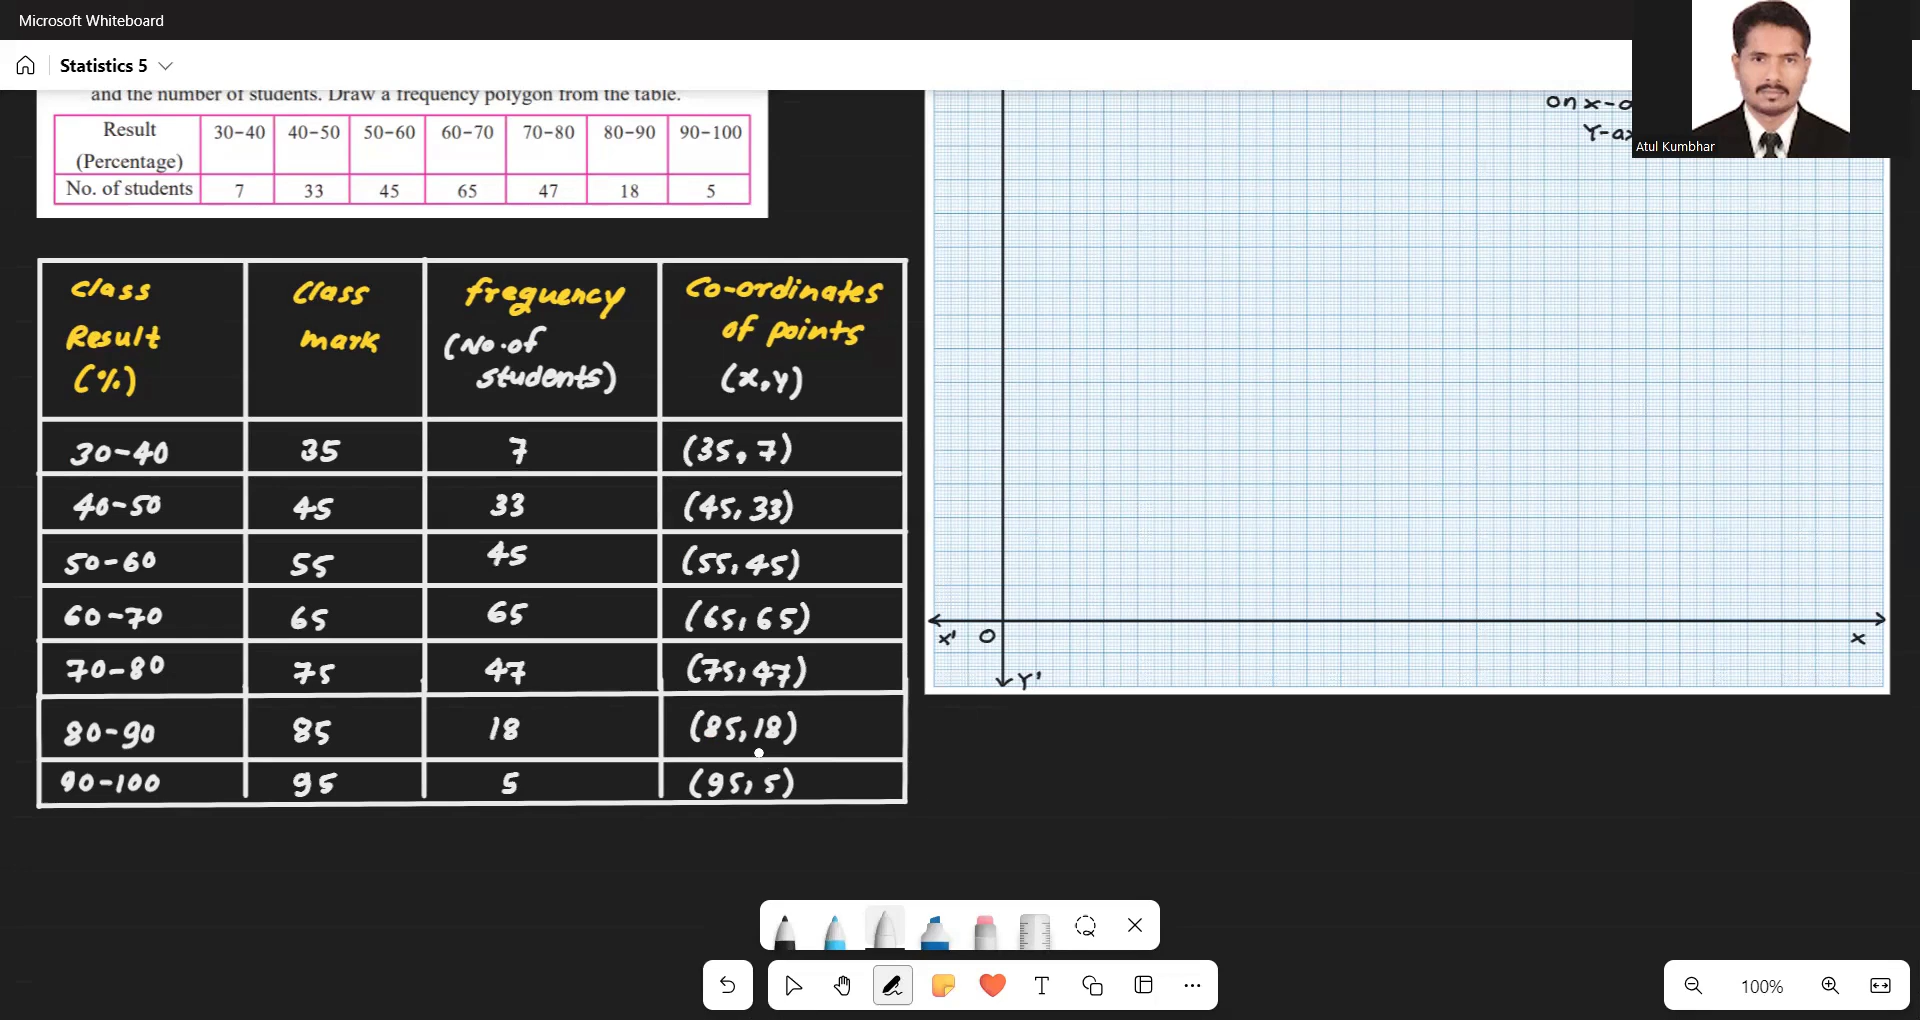 Microsoft Whiteboard
Statistics 5
and the number of students. Draw a frequency polygon from the table.
Result (Percentage) 30-40 40-50 50-60 60-70 70-80 80-90 90-100
No. of students 7 33 45 65 47 18 5
Class Result (%) Class mark frequency (No. of students) Co-ordinates of points (x, y)
30-40 35 7 (35, 7)
40-50 45 33 (45, 33)
50-60 55 45 (55, 45)
60-70 65 65 (65, 65)
70-80 75 47 (75, 47)
80-90 85 18 (85, 18)
90-100 95 5 (95, 5)
on x-
Y-
Atul Kumbhar
X' O X
Y'
100%